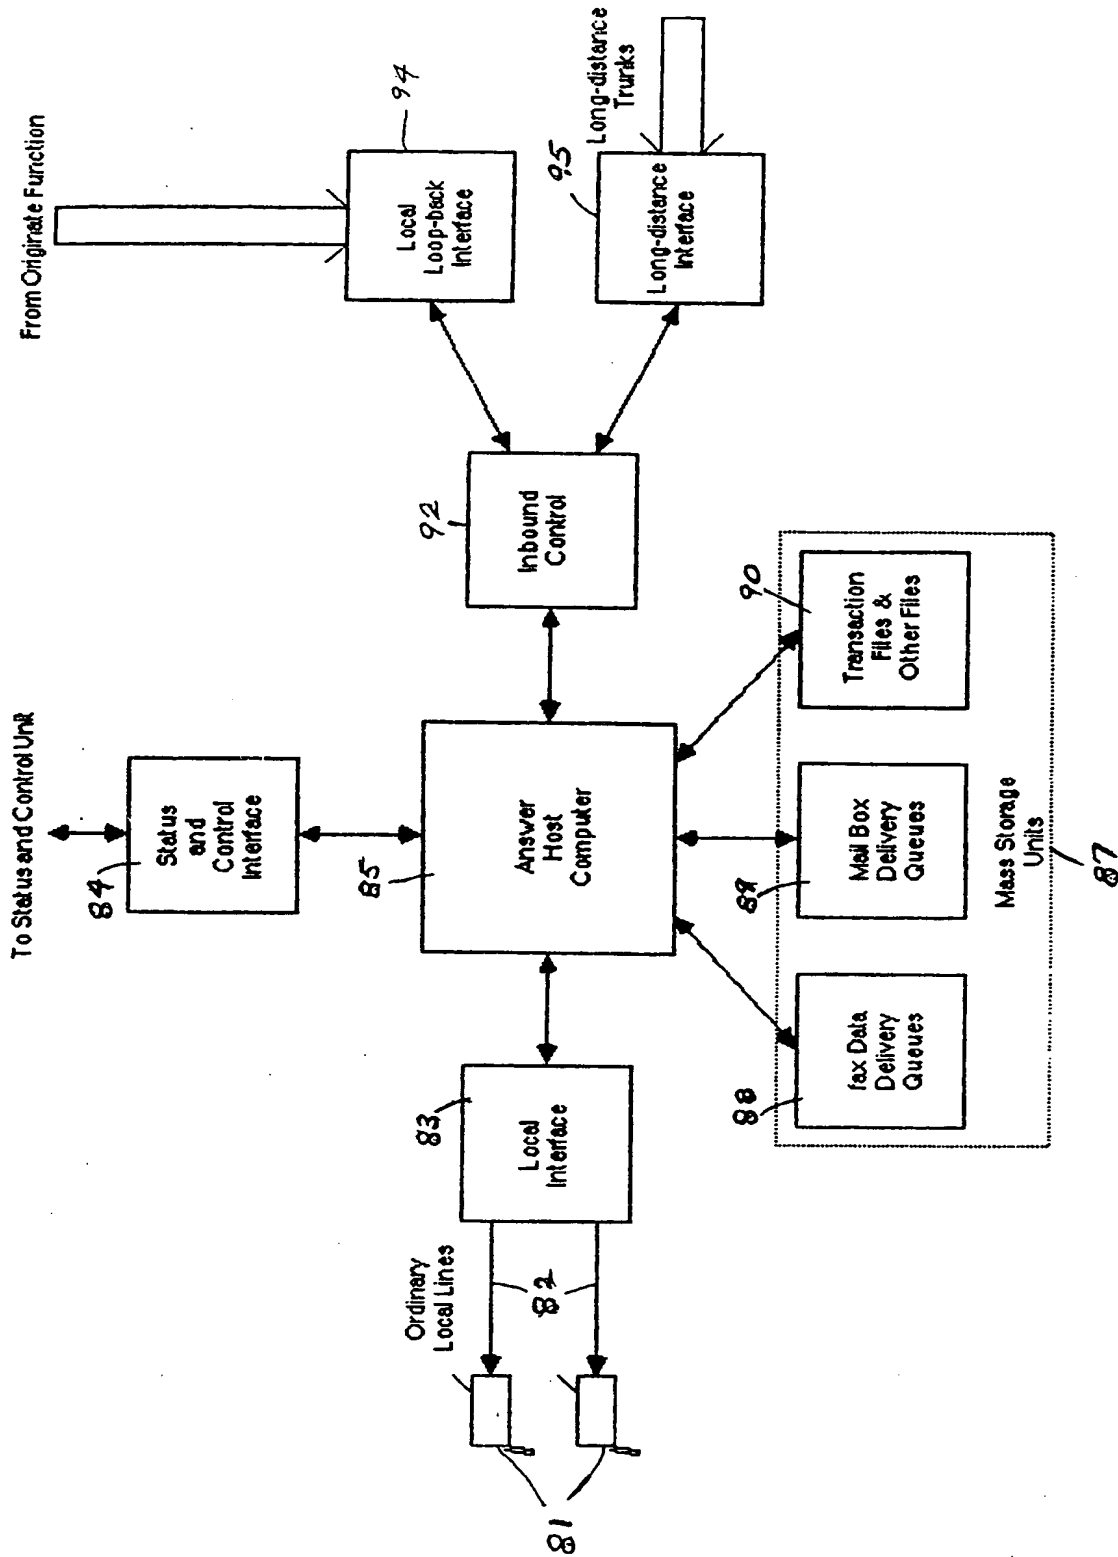 To Status and Control Unit
From Originate Function
84
Status
and
Control
Interface
94
Local
Loop-back
Interface
Ordinary
Local Lines
82
81
83
Local
Interface
85
Answer
Host
Computer
92
Inbound
Control
95
Long-distance
Interface
Long-distance
Trunks
88
fax Data
Delivery
Queues
89
Mail Box
Delivery
Queues
90
Transaction
Files &
Other Files
Mass Storage
Units
87